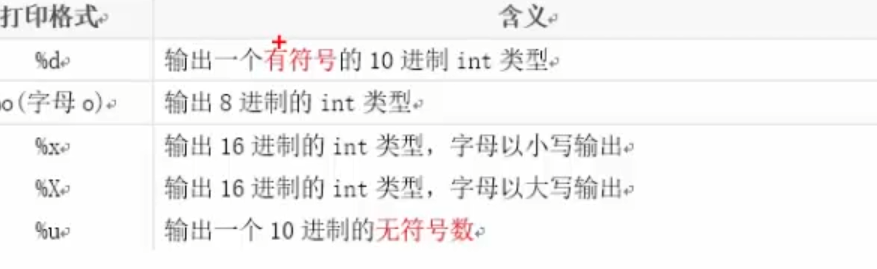 打印格式 含义
%d 输出一个有符号的 10 进制 int 类型
o(字母 o) 输出 8 进制的 int 类型
%x 输出 16 进制的 int 类型，字母以小写输出
%X 输出 16 进制的 int 类型，字母以大写输出
%u 输出一个 10 进制的无符号数